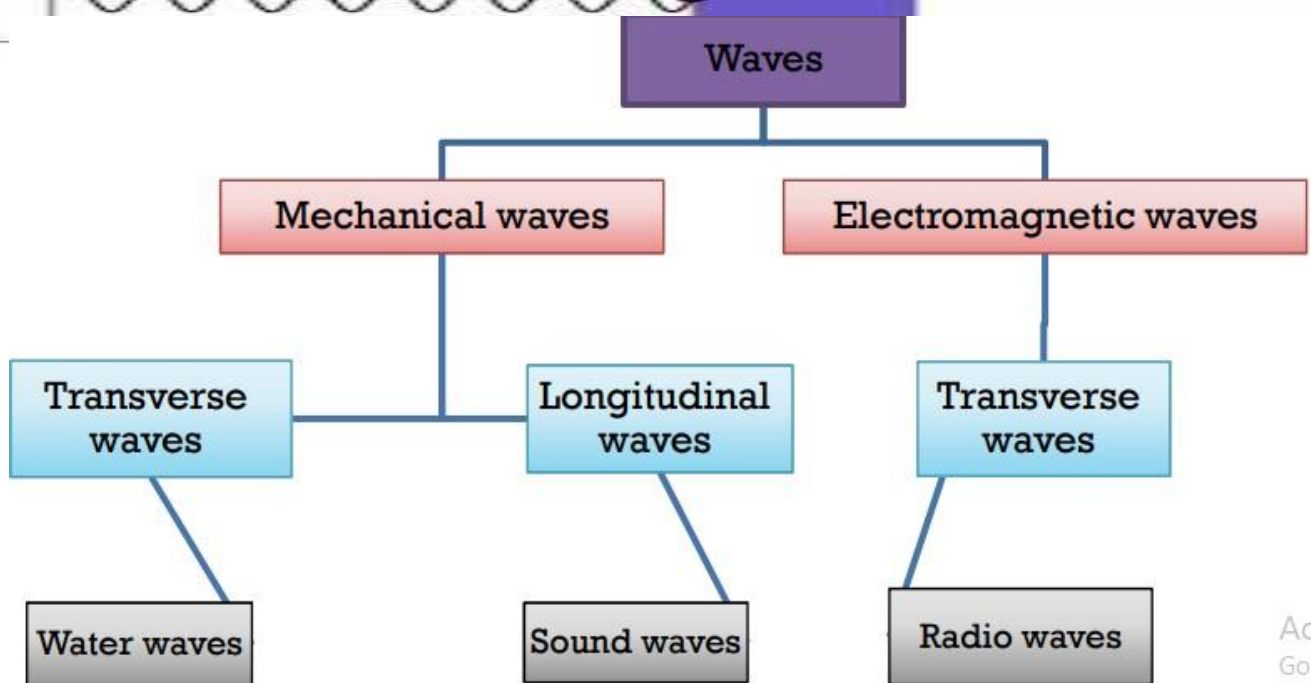 Waves
Mechanical waves
Electromagnetic waves
Transverse
waves
Longitudinal
waves
Transverse
waves
Water waves
Sound waves
Radio waves